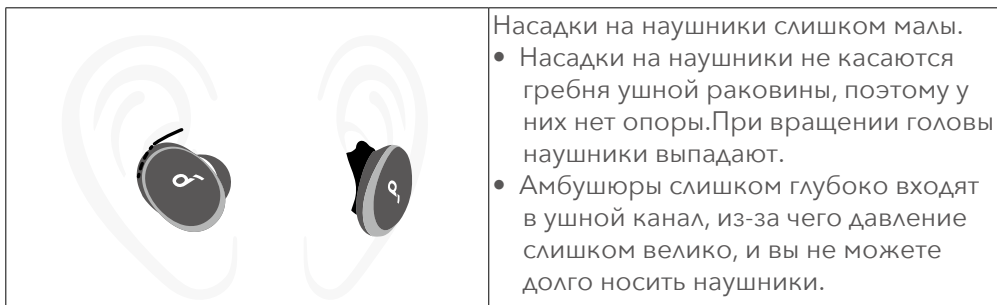 Насадки на наушники слишком малы.
• Насадки на наушники не касаются
гребня ушной раковины, поэтому у
них нет опоры.При вращении головы
наушники выпадают.
• Амбушюры слишком глубоко входят
в ушной канал, из-за чего давление
слишком велико, и вы не можете
долго носить наушники.